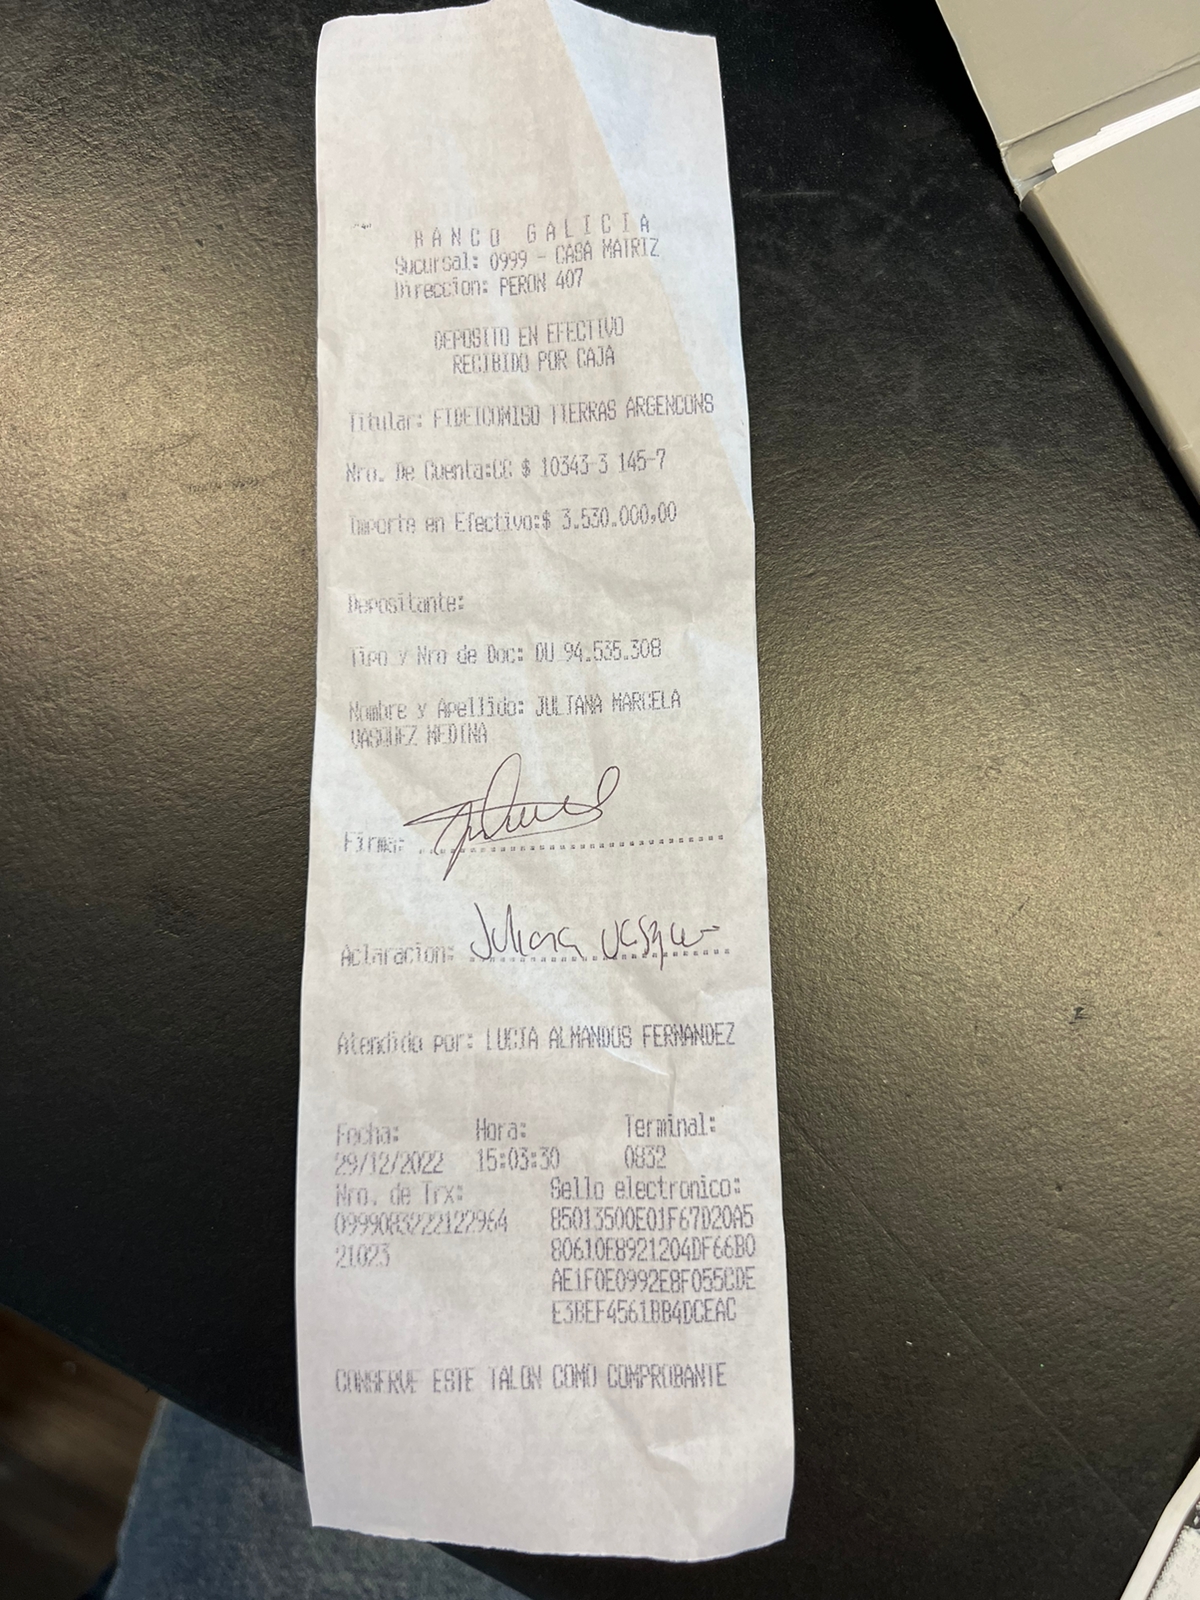 BANCO GALICIA
Sucursal: 0999 - CASA MATRIZ
Direccion: PERON 407
DEPOSITO EN EFECTIVO
RECIBIDO POR CAJA
Titular: FIDEICOMISO TIERRAS ARGENCONS
Nro. De Cuenta:CC $ 10343-3 145-7
Importe en Efectivo:$ 3.530.000,00
Depositante:
Tipo y Nro de Doc: DU 94.535.308
Nombre y Apellido: JULIANA MARCELA
VASQUEZ MEDINA
Firma:
Aclaracion: Juliana Vasquez
Atendido por: LUCIA ALMANDOS FERNANDEZ
Fecha: Hora: Terminal:
29/12/2022 15:03:30 0832
Nro. de Trx: Sello electronico:
0999083222122964 85013500E01F67D20A5
21023 80610E8921204DF66B0
AE1F0E0992E8F055CDE
E3BEF4561BB4DCEAC
CONSERVE ESTE TALON COMO COMPROBANTE